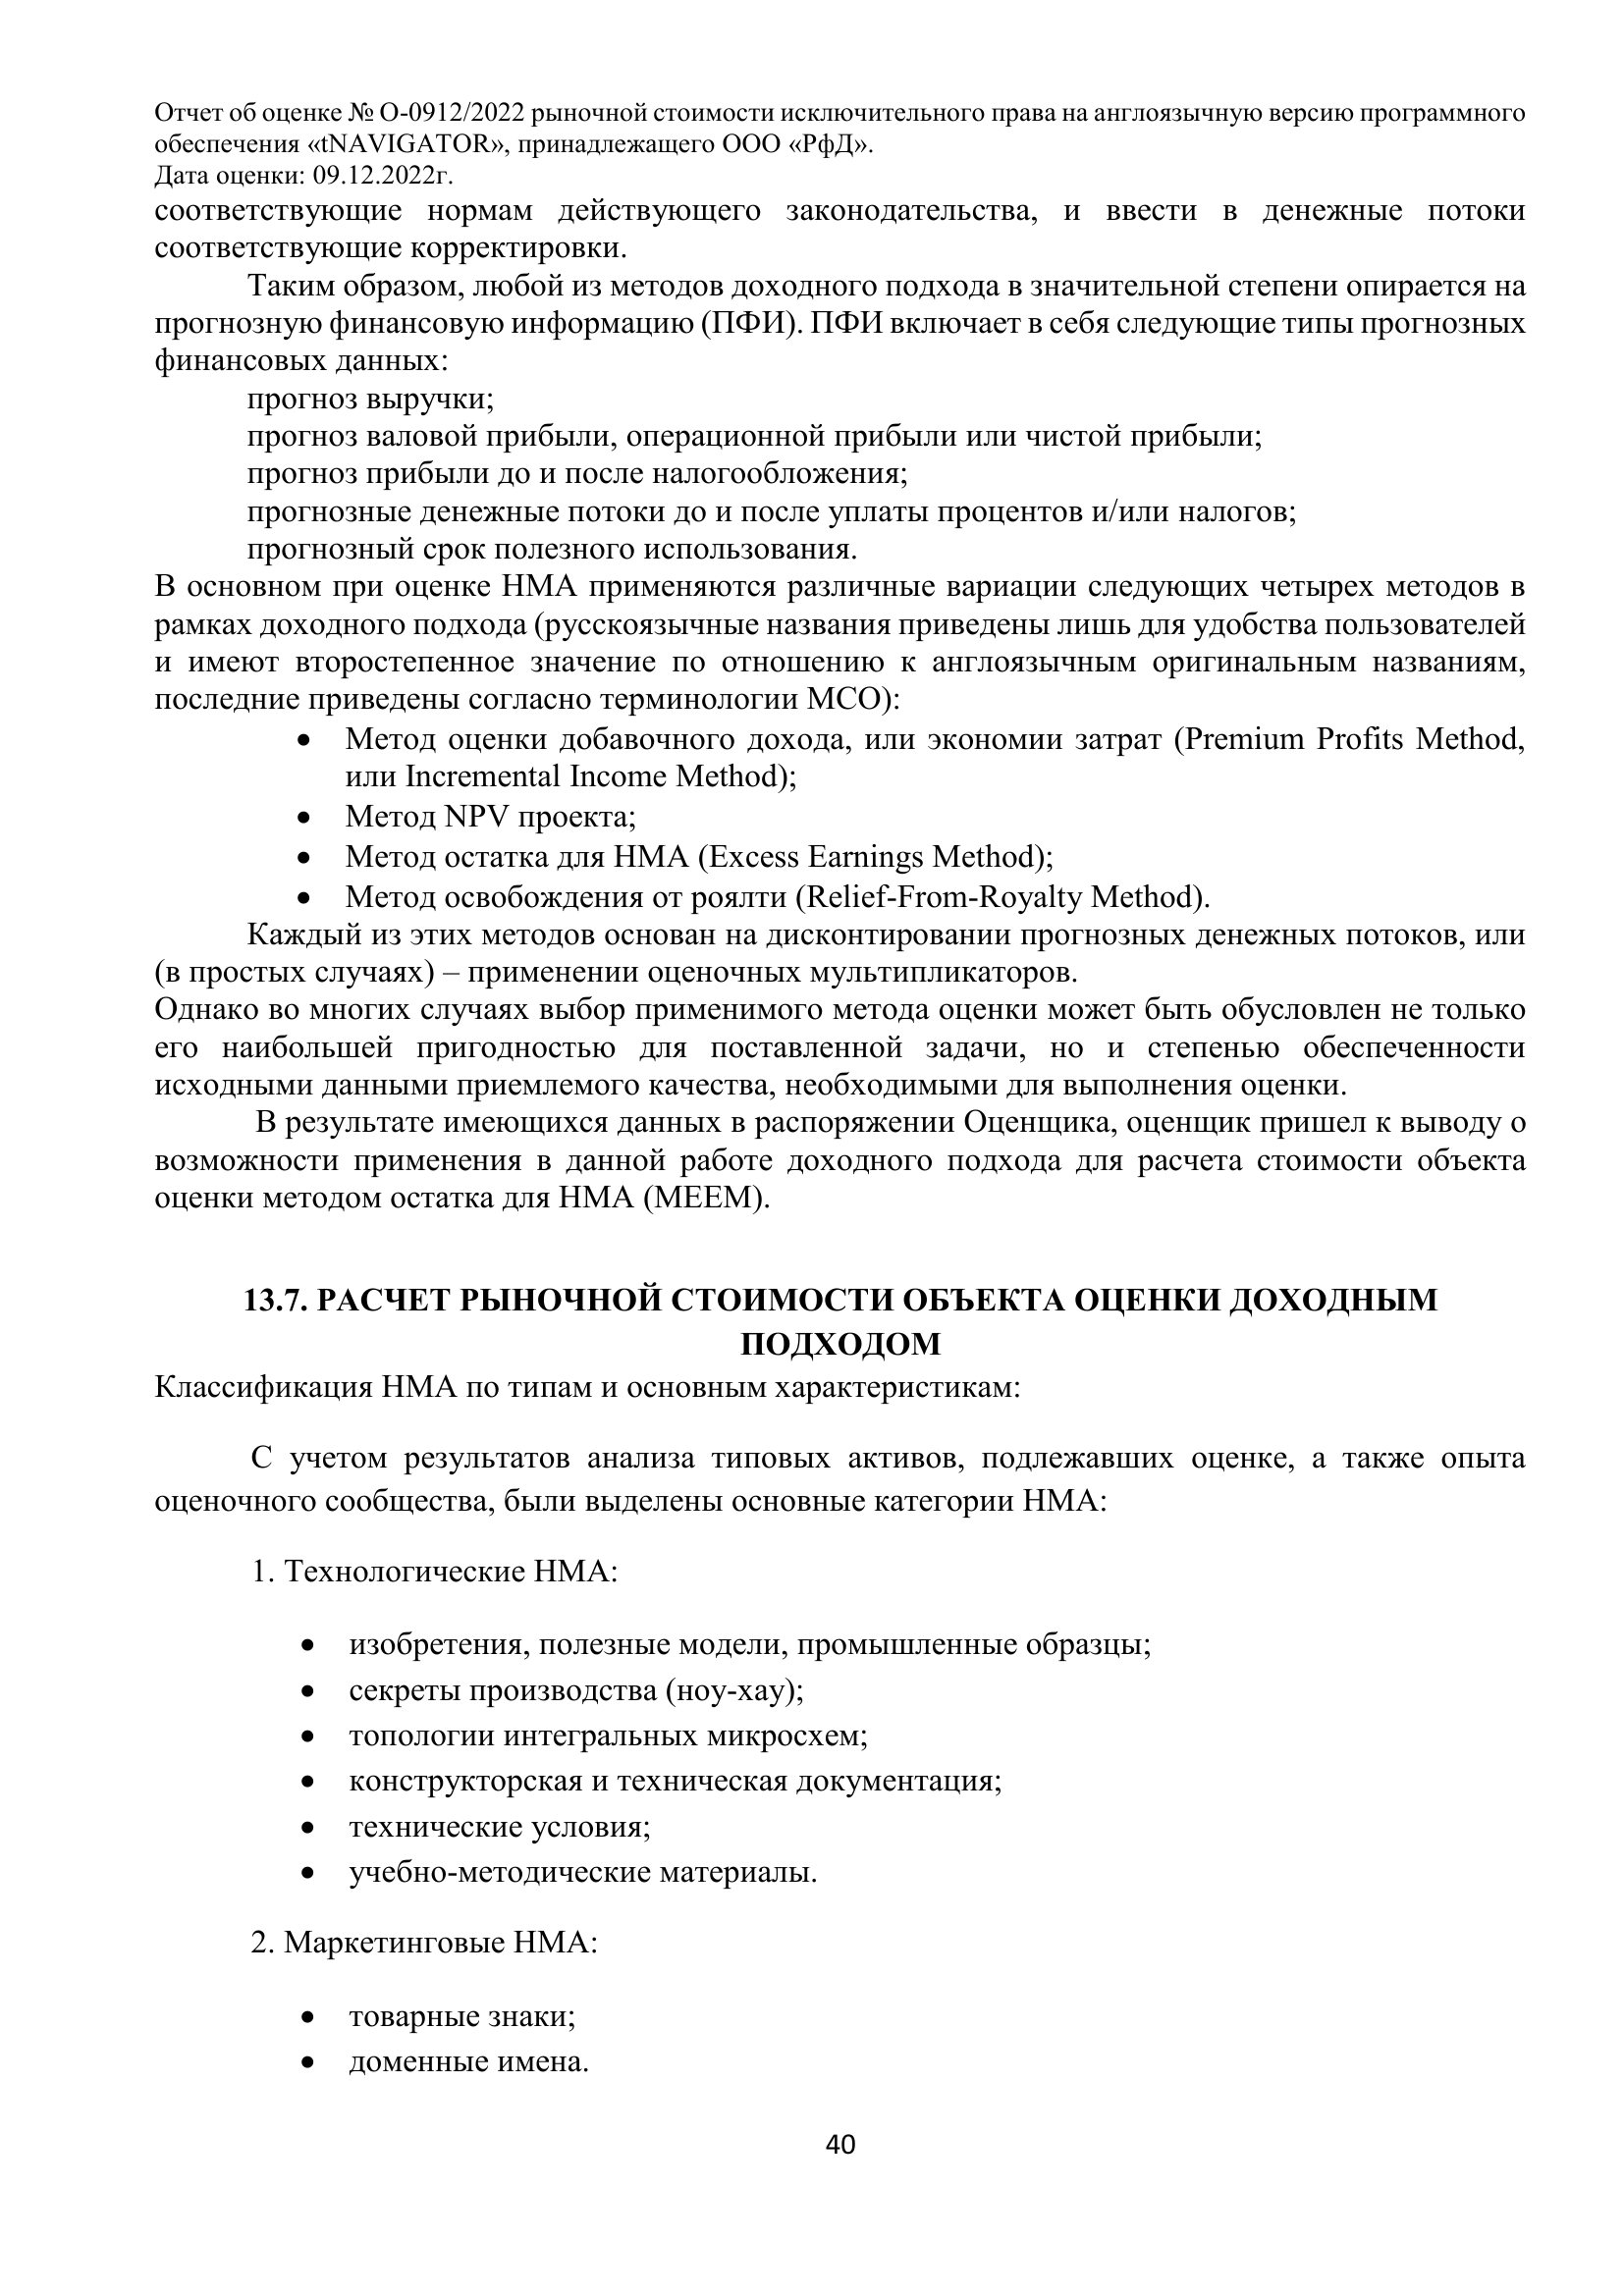 Отчет об оценке № О-0912/2022 рыночной стоимости исключительного права на англоязычную версию программного
обеспечения «tNAVIGATOR», принадлежащего ООО «РфД».
Дата оценки: 09.12.2022г.
соответствующие нормам действующего законодательства, и ввести в денежные потоки
соответствующие корректировки.
Таким образом, любой из методов доходного подхода в значительной степени опирается на
прогнозную финансовую информацию (ПФИ). ПФИ включает в себя следующие типы прогнозных
финансовых данных:
прогноз выручки;
прогноз валовой прибыли, операционной прибыли или чистой прибыли;
прогноз прибыли до и после налогообложения;
прогнозные денежные потоки до и после уплаты процентов и/или налогов;
прогнозный срок полезного использования.
В основном при оценке НМА применяются различные вариации следующих четырех методов в
рамках доходного подхода (русскоязычные названия приведены лишь для удобства пользователей
и имеют второстепенное значение по отношению к англоязычным оригинальным названиям,
последние приведены согласно терминологии МСО):
• Метод оценки добавочного дохода, или экономии затрат (Premium Profits Method,
или Incremental Income Method);
• Метод NPV проекта;
• Метод остатка для НМА (Excess Earnings Method);
• Метод освобождения от роялти (Relief-From-Royalty Method).
Каждый из этих методов основан на дисконтировании прогнозных денежных потоков, или
(в простых случаях) – применении оценочных мультипликаторов.
Однако во многих случаях выбор применимого метода оценки может быть обусловлен не только
его наибольшей пригодностью для поставленной задачи, но и степенью обеспеченности
исходными данными приемлемого качества, необходимыми для выполнения оценки.
В результате имеющихся данных в распоряжении Оценщика, оценщик пришел к выводу о
возможности применения в данной работе доходного подхода для расчета стоимости объекта
оценки методом остатка для НМА (МЕЕМ).
13.7. РАСЧЕТ РЫНОЧНОЙ СТОИМОСТИ ОБЪЕКТА ОЦЕНКИ ДОХОДНЫМ
ПОДХОДОМ
Классификация НМА по типам и основным характеристикам:
С учетом результатов анализа типовых активов, подлежавших оценке, а также опыта
оценочного сообщества, были выделены основные категории НМА:
1. Технологические НМА:
• изобретения, полезные модели, промышленные образцы;
• секреты производства (ноу-хау);
• топологии интегральных микросхем;
• конструкторская и техническая документация;
• технические условия;
• учебно-методические материалы.
2. Маркетинговые НМА:
• товарные знаки;
• доменные имена.
40